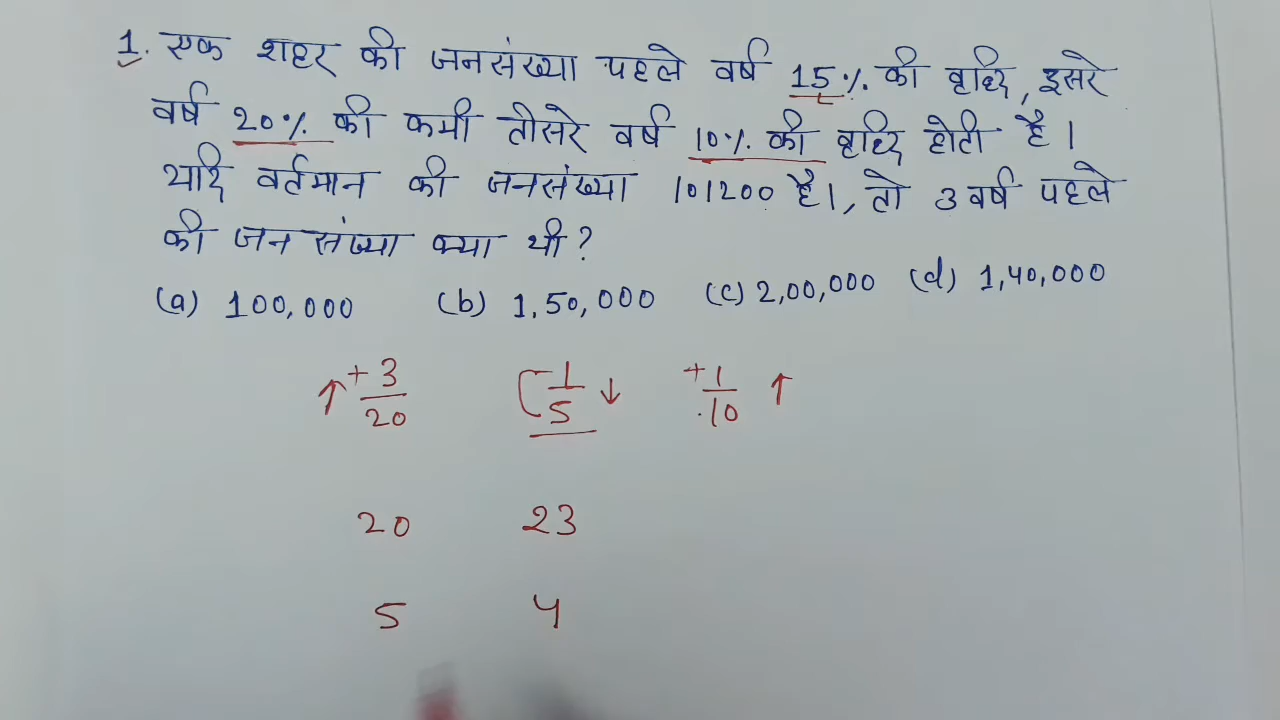 1. एक शहर की जनसंख्या पहले वर्ष 15% की वृद्धि, दूसरे
वर्ष 20% की कमी तीसरे वर्ष 10% की वृद्धि होती है।
यदि वर्तमान की जनसंख्या 101200 है।, तो 3 वर्ष पहले
की जनसंख्या क्या थी?
(a) 100,000 (b) 1,50,000 (c) 2,00,000 (d) 1,40,000
↑ +3/20 1/5 ↓ +1/10 ↑
20 23
5 4